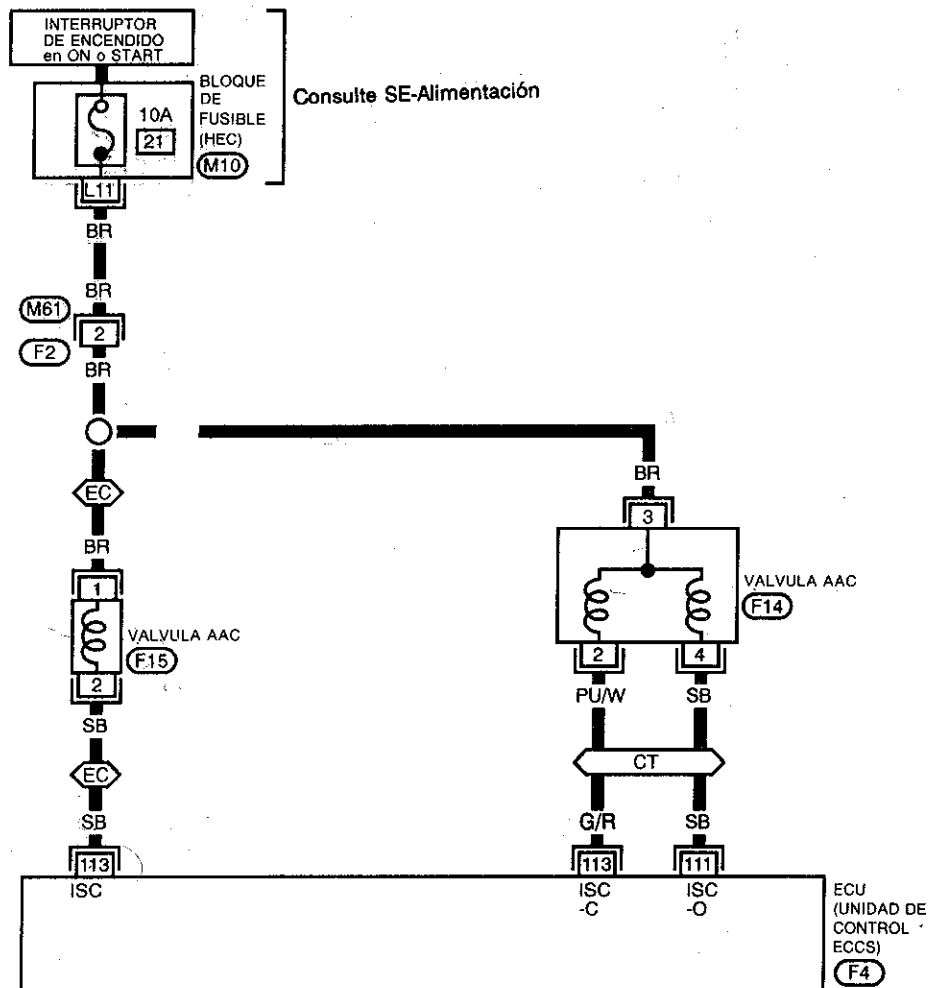 INTERRUPTOR
DE ENCENDIDO
en ON o START
BLOQUE
DE
FUSIBLE
(HEC)
M10
10A
21
Consulte SE-Alimentación
L11
BR
BR
M61
2
F2
BR
EC
BR
BR
3
1
VALVULA AAC
F15
2
VALVULA AAC
F14
2
4
SB
PU/W
SB
EC
CT
SB
G/R
SB
113
113
111
ISC
ISC
-C
ISC
-O
ECU
(UNIDAD DE
CONTROL
ECCS)
F4